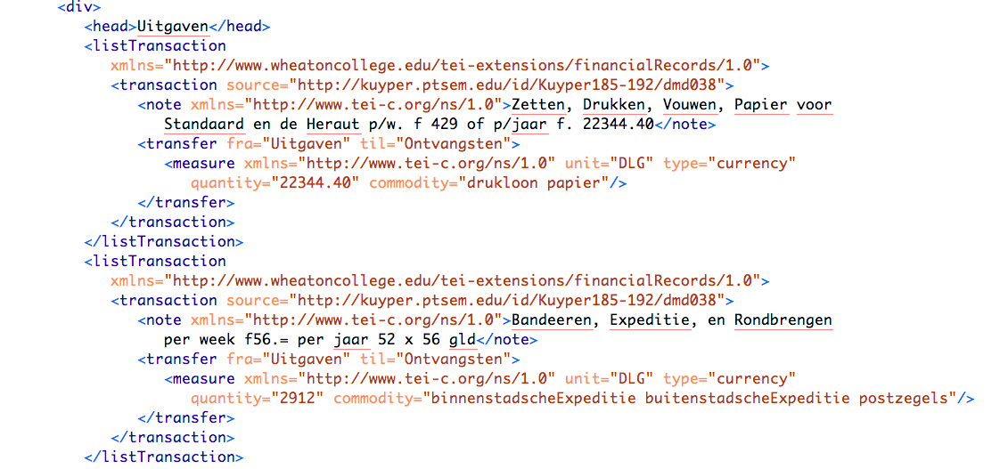 <div>
<head>Uitgaven</head>
<listTransaction
xmlns="http://www.wheatoncollege.edu/tei-extensions/financialRecords/1.0">
<transaction source="http://kuyper.ptsem.edu/id/Kuyper185-192/dmd038">
<note xmlns="http://www.tei-c.org/ns/1.0">Zetten, Drukken, Vouwen, Papier voor
Standaard en de Heraut p/w. f 429 of p/jaar f. 22344.40</note>
<transfer fra="Uitgaven" til="Ontvangsten">
<measure xmlns="http://www.tei-c.org/ns/1.0" unit="DLG" type="currency"
quantity="22344.40" commodity="drukloon papier"/>
</transfer>
</transaction>
</listTransaction>
<listTransaction
xmlns="http://www.wheatoncollege.edu/tei-extensions/financialRecords/1.0">
<transaction source="http://kuyper.ptsem.edu/id/Kuyper185-192/dmd038">
<note xmlns="http://www.tei-c.org/ns/1.0">Bandeeren, Expeditie, en Rondbrengen
per week f56.= per jaar 52 x 56 gld</note>
<transfer fra="Uitgaven" til="Ontvangsten">
<measure xmlns="http://www.tei-c.org/ns/1.0" unit="DLG" type="currency"
quantity="2912" commodity="binnenstadscheExpeditie buitenstadscheExpeditie postzegels"/>
</transfer>
</transaction>
</listTransaction>